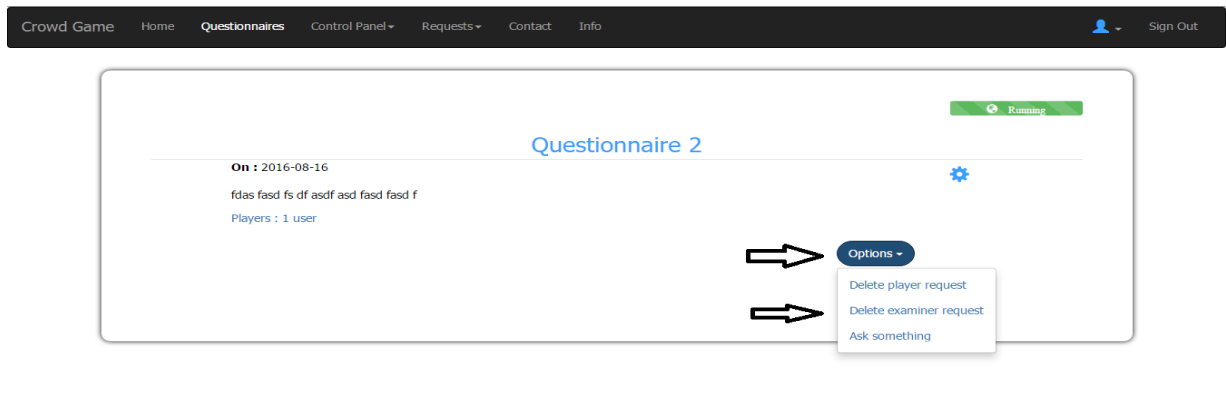 Crowd Game Home Questionnaires Control Panel Requests Contact Info Sign Out
Running
Questionnaire 2
On : 2016-08-16
fdas fasd fs df asdf asd fasd fasd f
Players : 1 user
Options
Delete player request
Delete examiner request
Ask something